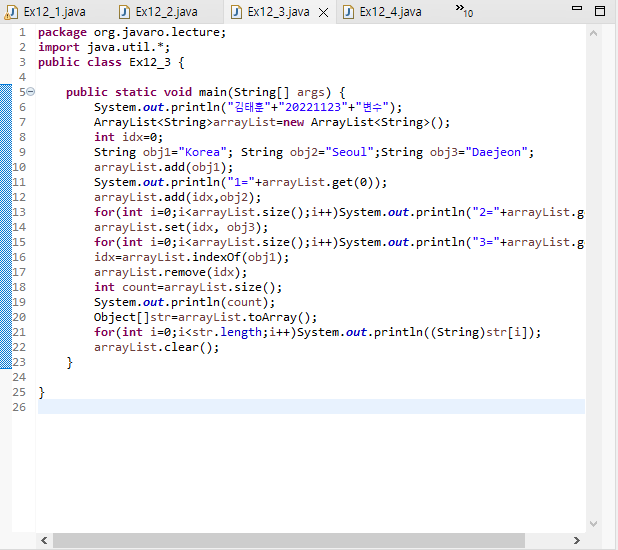 Ex12_1.java Ex12_2.java Ex12_3.java Ex12_4.java »10
1 package org.javaro.lecture;
2 import java.util.*;
3 public class Ex12_3 {
4
5 public static void main(String[] args) {
6 System.out.println("김태훈"+"20221123"+"변수");
7 ArrayList<String>arrayList=new ArrayList<String>();
8 int idx=0;
9 String obj1="Korea"; String obj2="Seoul";String obj3="Daejeon";
10 arrayList.add(obj1);
11 System.out.println("1="+arrayList.get(0));
12 arrayList.add(idx,obj2);
13 for(int i=0;i<arrayList.size();i++)System.out.println("2="+arrayList.g
14 arrayList.set(idx, obj3);
15 for(int i=0;i<arrayList.size();i++)System.out.println("3="+arrayList.g
16 idx=arrayList.indexOf(obj1);
17 arrayList.remove(idx);
18 int count=arrayList.size();
19 System.out.println(count);
20 Object[]str=arrayList.toArray();
21 for(int i=0;i<str.length;i++)System.out.println((String)str[i]);
22 arrayList.clear();
23 }
24
25 }
26